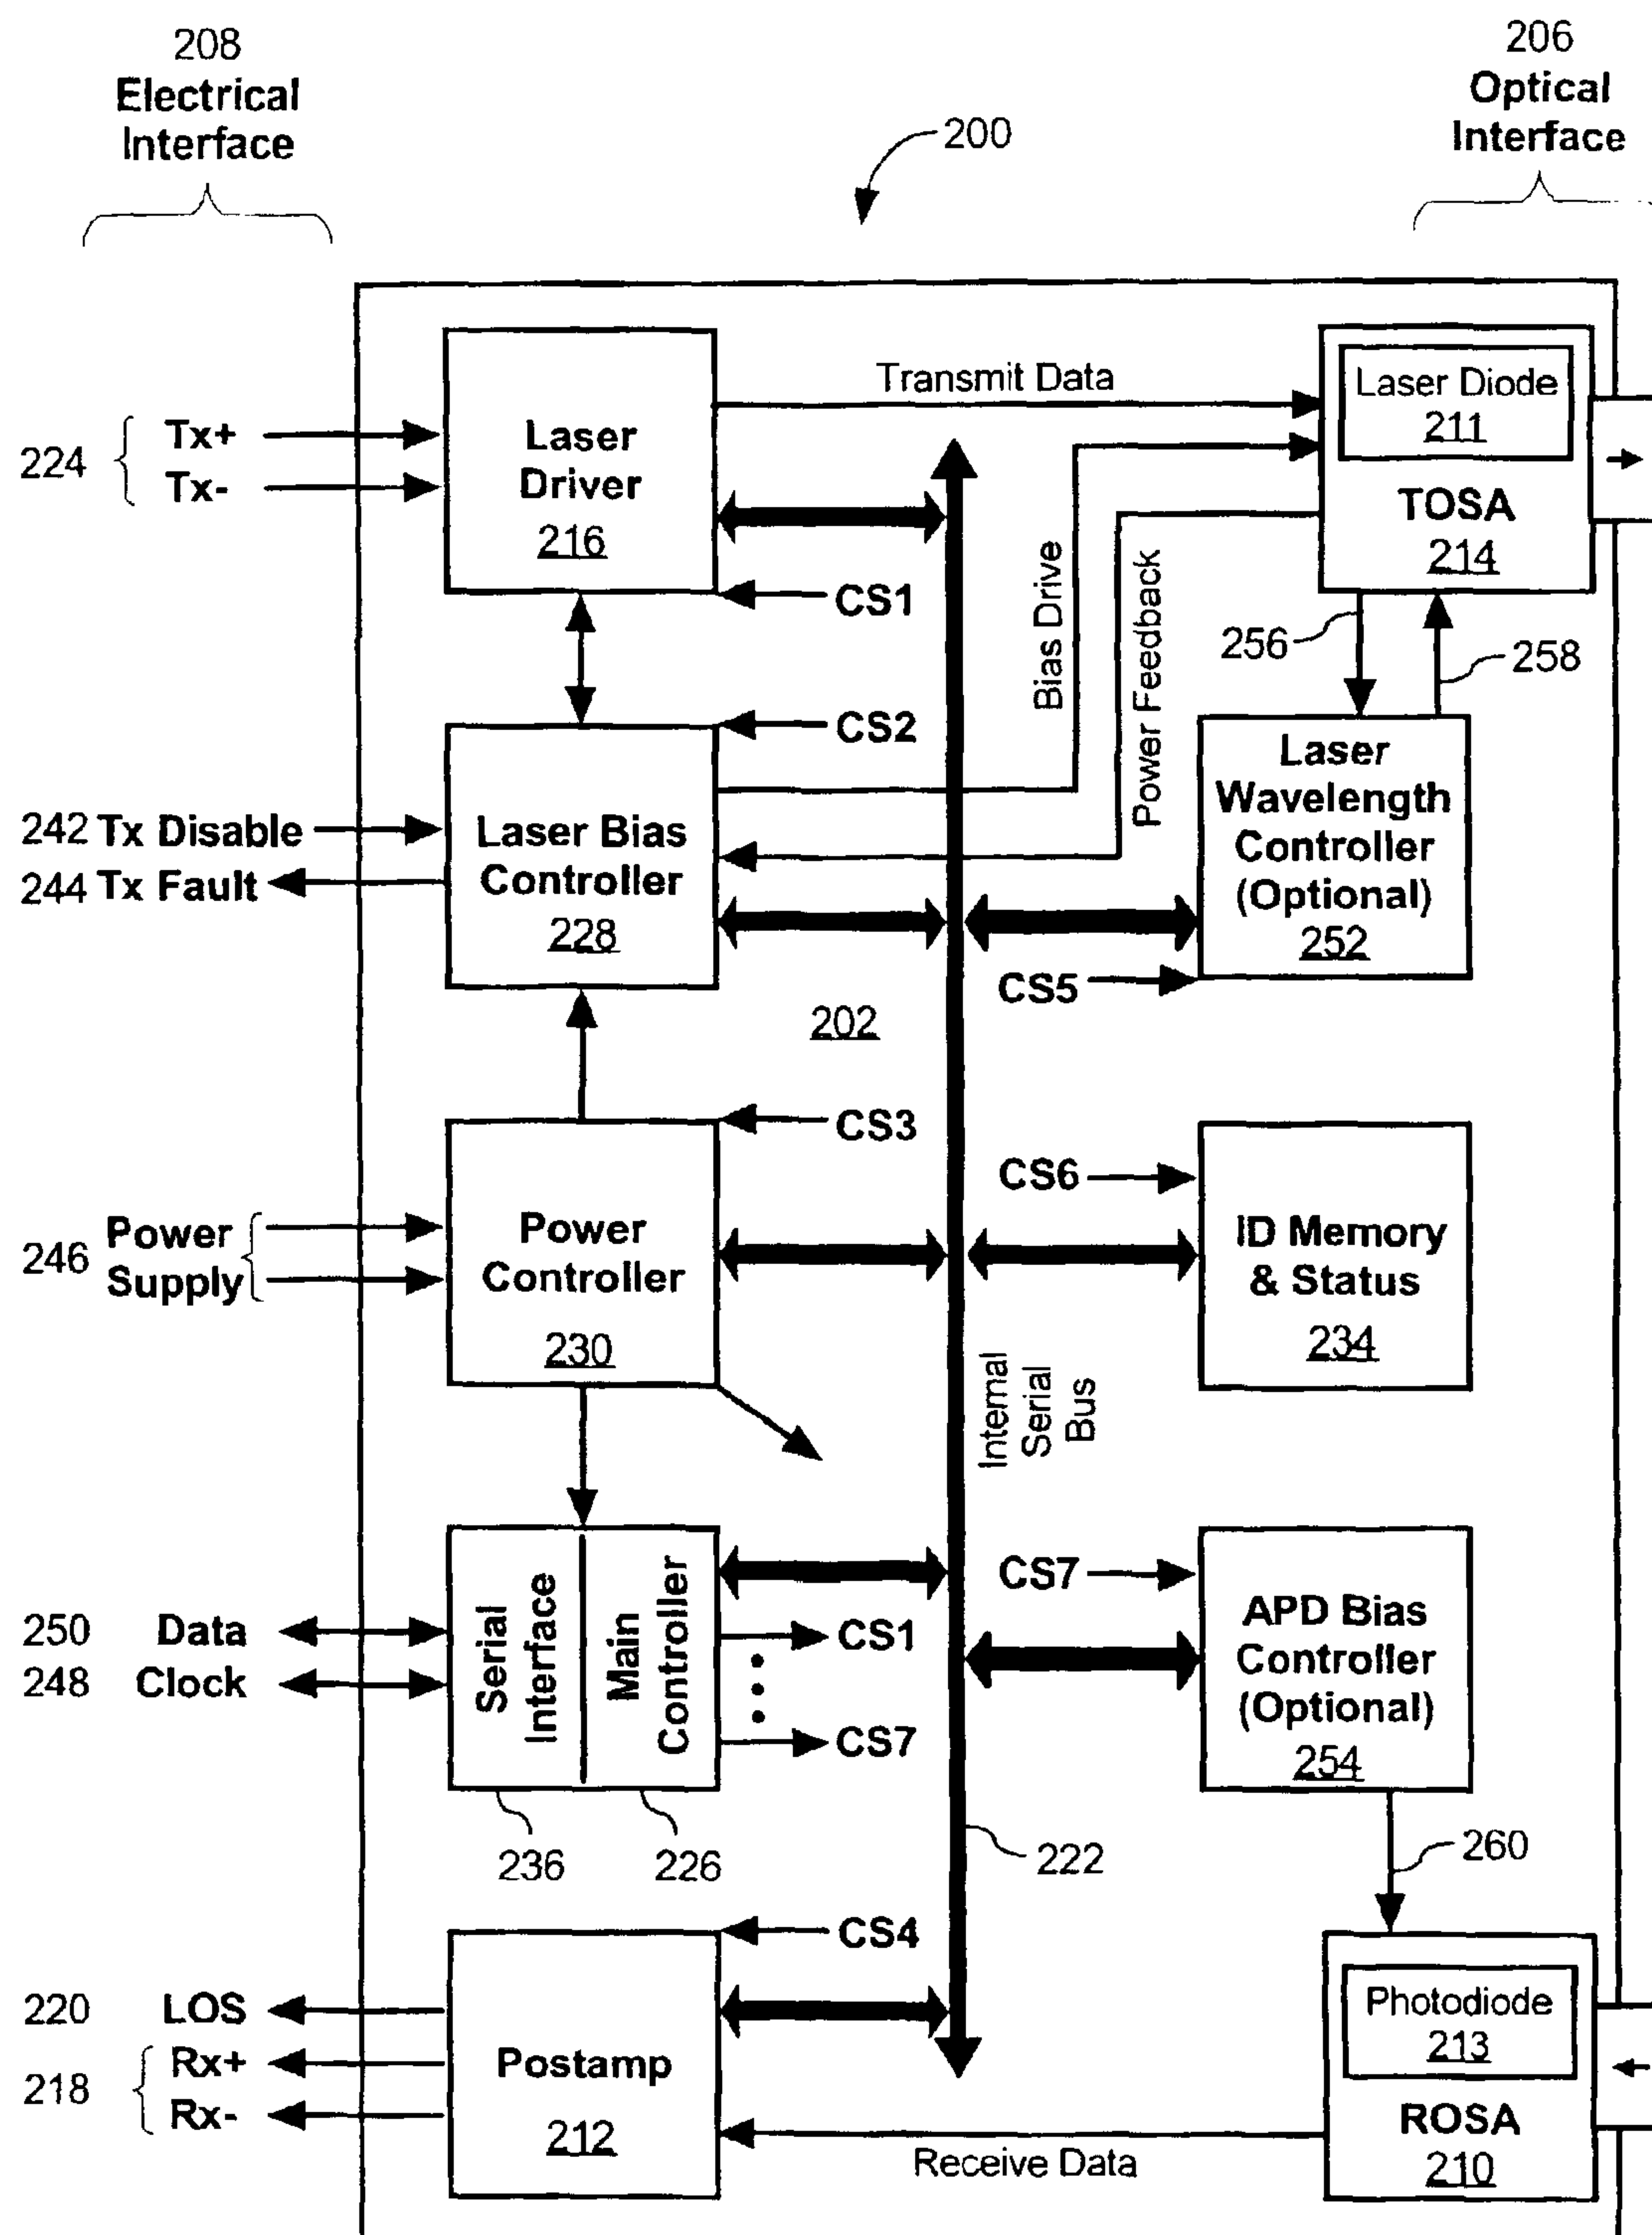 208
Electrical
Interface
206
Optical
Interface
200
224
Tx+
Tx-
Laser
Driver
216
CS1
Transmit Data
Laser Diode
211
TOSA
214
256
258
Bias Drive
Power Feedback
242 Tx Disable
244 Tx Fault
CS2
Laser Bias
Controller
228
Laser
Wavelength
Controller
(Optional)
252
CS5
202
246
Power
Supply
CS3
Power
Controller
230
CS6
ID Memory
& Status
234
Internal
Serial
Bus
250 Data
248 Clock
Serial
Interface
Main
Controller
CS1
CS7
236
226
222
CS7
APD Bias
Controller
(Optional)
254
260
220 LOS
218
Rx+
Rx-
CS4
Postamp
212
Receive Data
Photodiode
213
ROSA
210